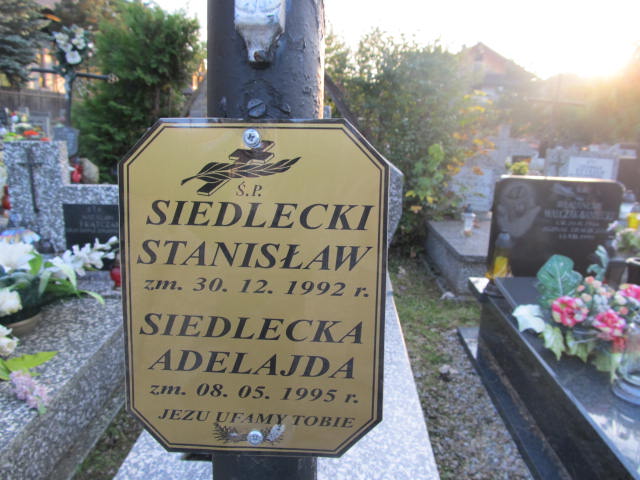 Ś.P.
SIEDLECKI
STANISŁAW
zm. 30. 12. 1992 r.
SIEDLECKA
ADELAJDA
zm. 08. 05. 1995 r.
JEZU UFAMY TOBIE